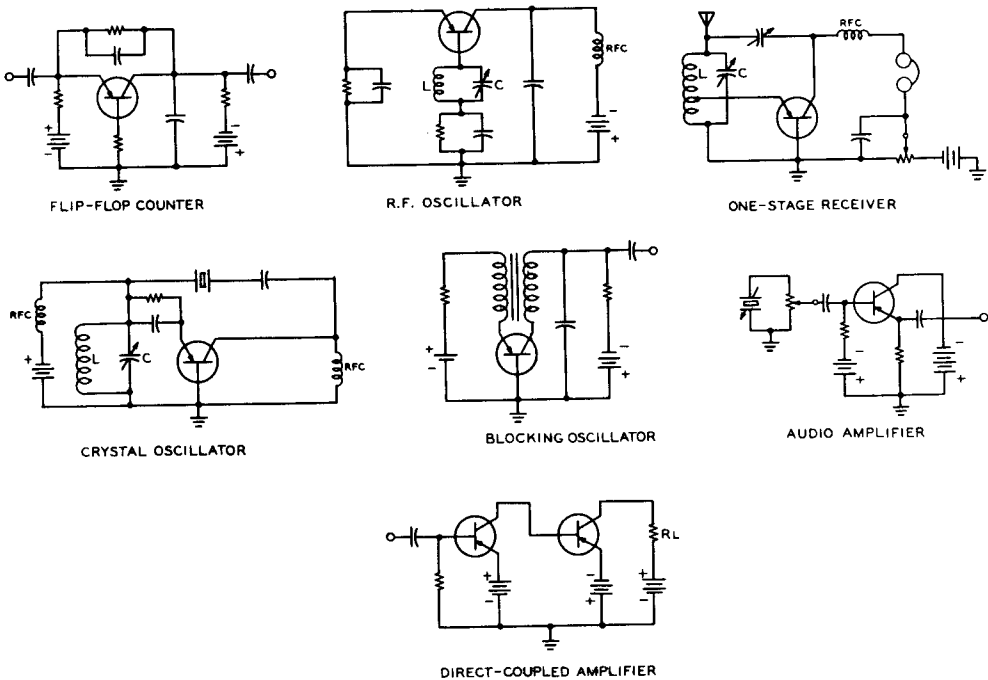 RFC
L
C
RFC
L
C
+
-
-
+
-
+
FLIP-FLOP COUNTER
R.F. OSCILLATOR
ONE-STAGE RECEIVER
RFC
L
C
+
RFC
+
-
-
+
-
+
-
+
CRYSTAL OSCILLATOR
BLOCKING OSCILLATOR
AUDIO AMPLIFIER
RL
+
-
-
+
+
-
DIRECT-COUPLED AMPLIFIER